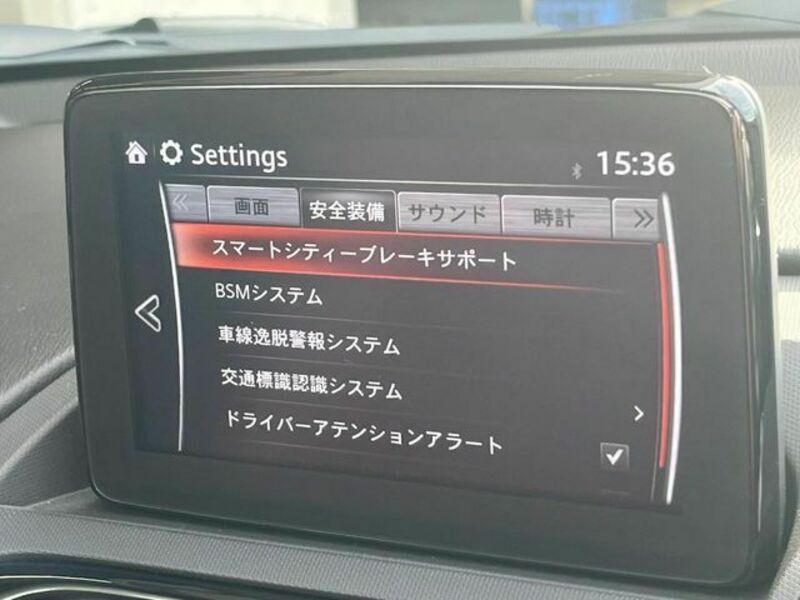 Settings 15:36
画面 安全装備 サウンド 時計
スマートシティーブレーキサポート
BSMシステム
車線逸脱警報システム
交通標識認識システム
ドライバーアテンションアラート